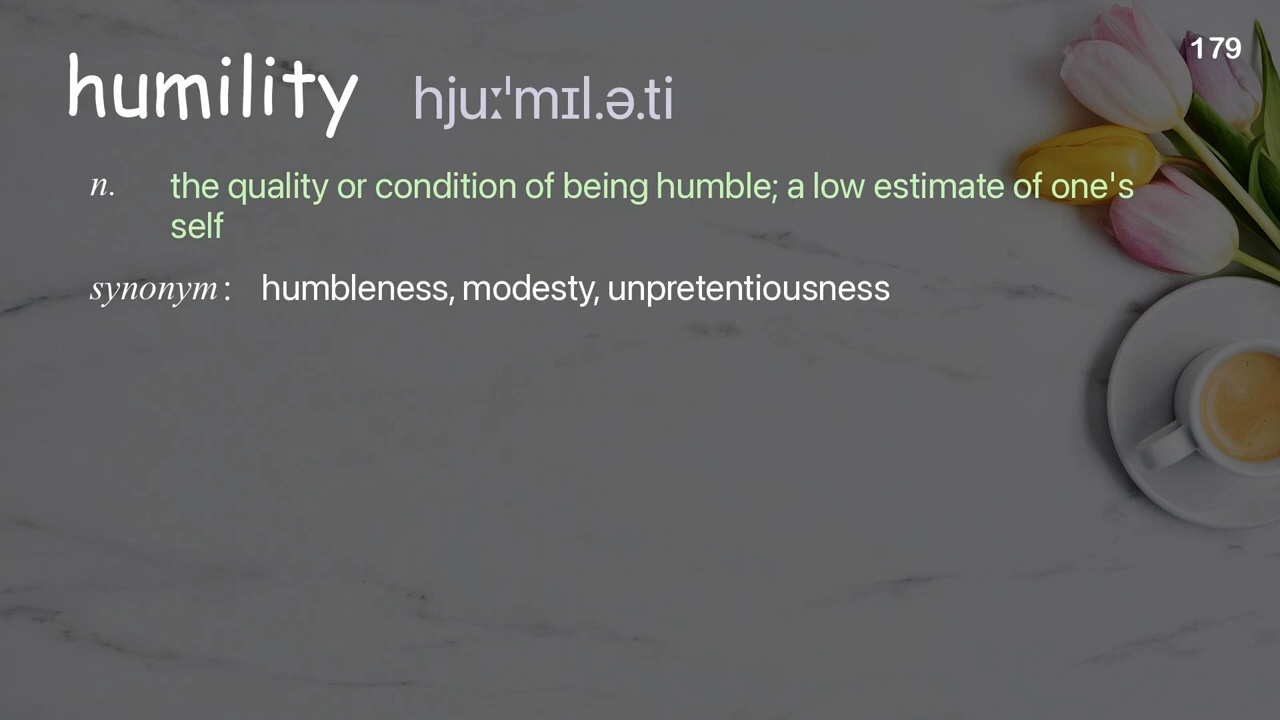 179
humility hjuːˈmɪl.ə.ti
n. the quality or condition of being humble; a low estimate of one's
self
synonym: humbleness, modesty, unpretentiousness